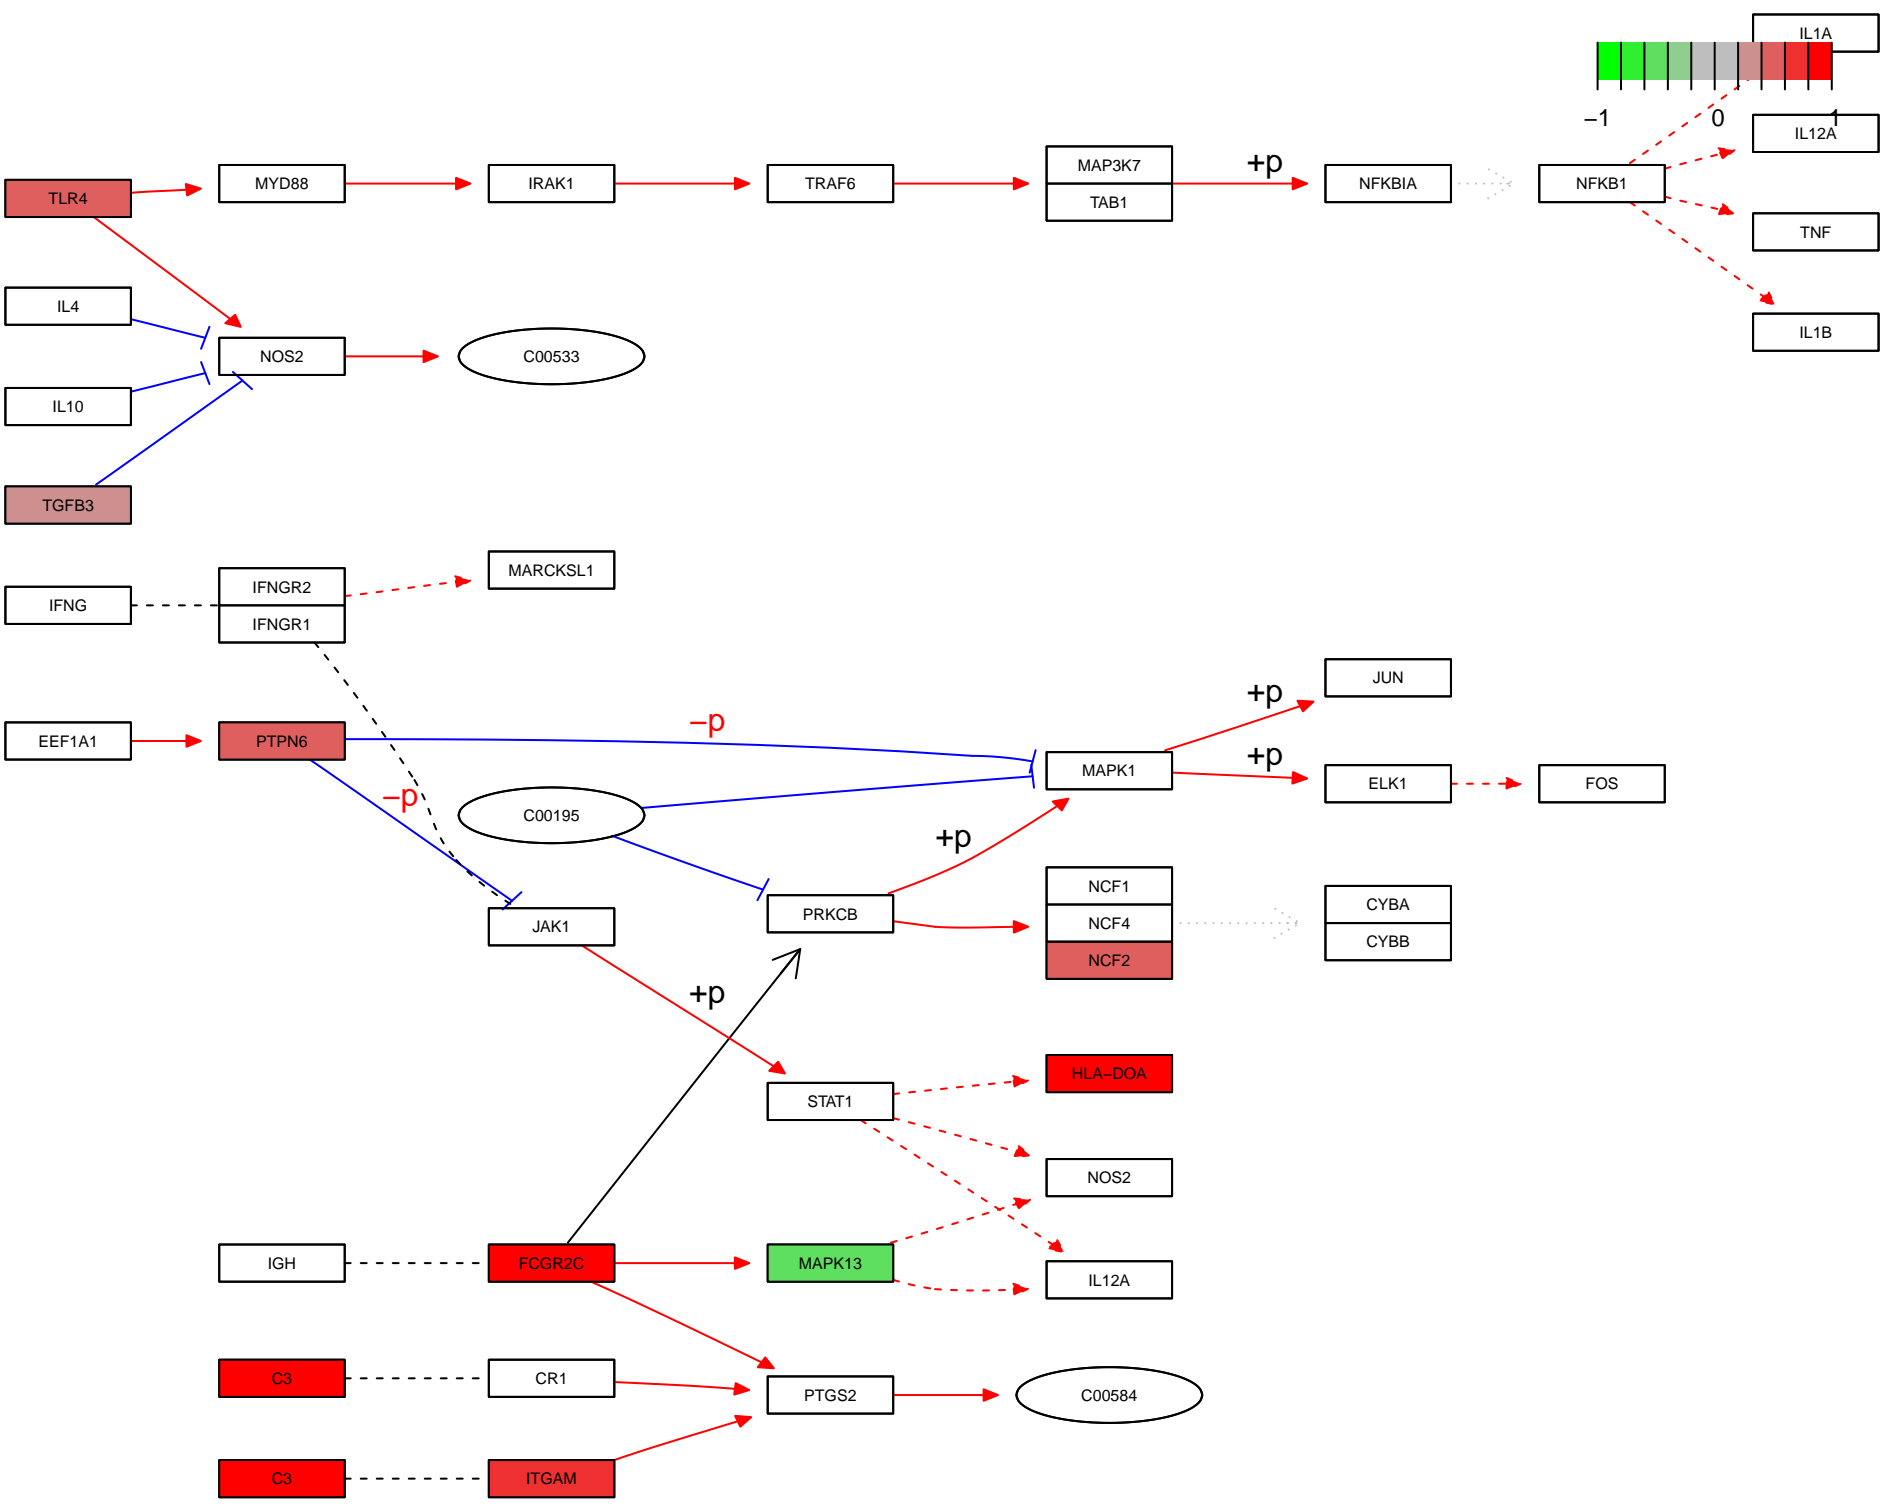 IL1A
−1 0 1
IL12A
MYD88
IRAK1
TRAF6
MAP3K7
TAB1
+p
NFKBIA
NFKB1
TLR4
TNF
IL4
IL1B
NOS2
C00533
IL10
TGFB3
IFNG
IFNGR2
IFNGR1
MARCKSL1
JUN
+p
EEF1A1
PTPN6
−p
MAPK1
+p
ELK1
FOS
−p
C00195
+p
JAK1
PRKCB
NCF1
NCF4
NCF2
CYBA
CYBB
+p
HLA−DOA
STAT1
NOS2
IGH
FCGR2C
MAPK13
IL12A
C3
CR1
PTGS2
C00584
C3
ITGAM